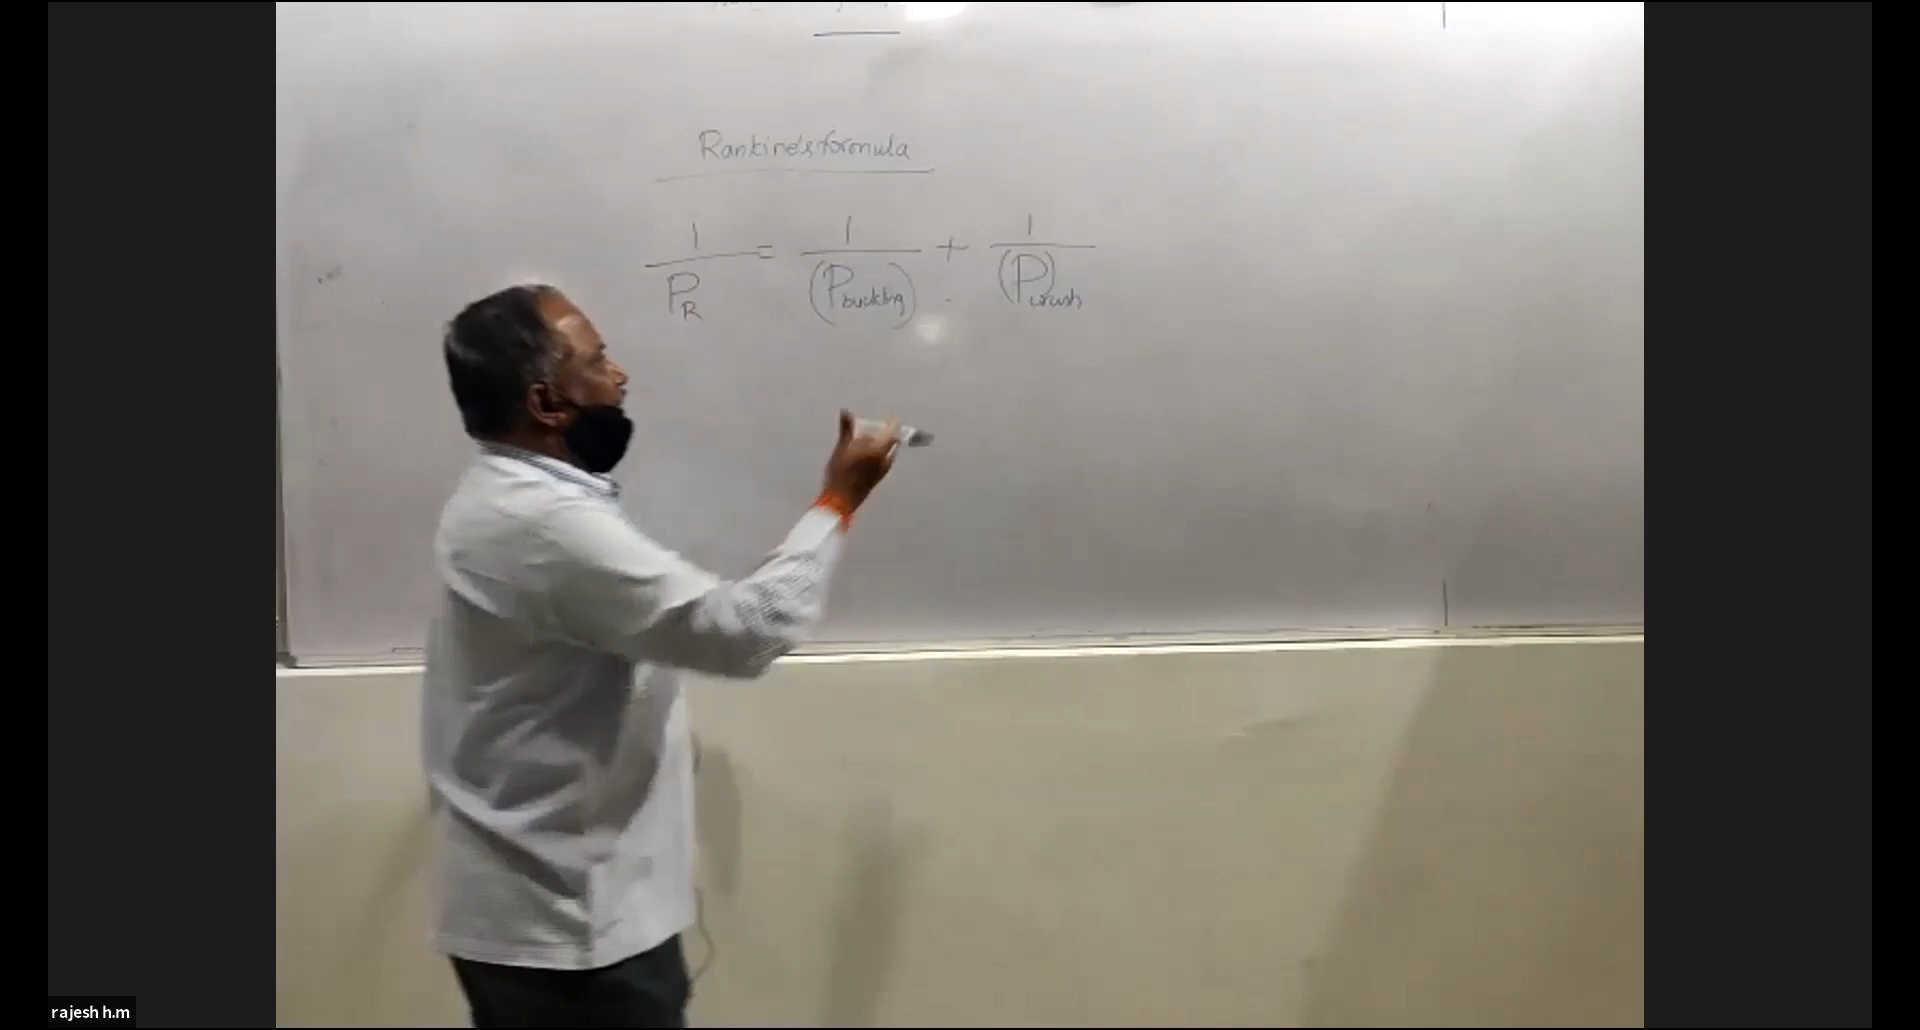 Rankine's formula
1/P_R = 1/(P_buckling) + 1/(P)_crush
rajesh h.m